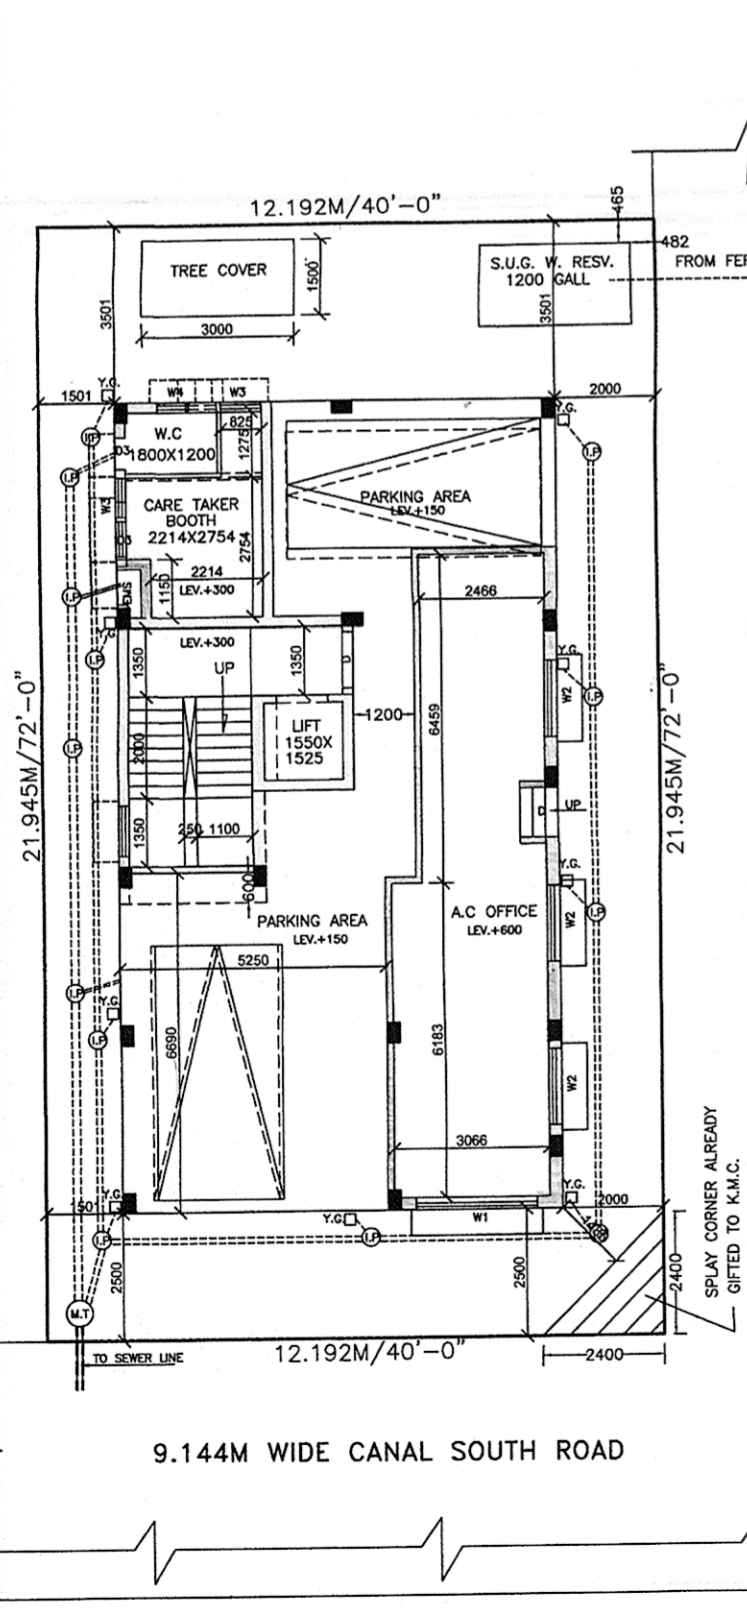 12.192M/40'-0"
465
482
TREE COVER
1500
3000
3501
S.U.G. W. RESV.
1200 GALL
3501
FROM FER
Y.G.
1501
2000
Y.G.
W4
W3
825
1275
W.C
1800X1200
D3
I.P
I.P
I.P
W3
CARE TAKER
BOOTH
2214X2754
2754
D3
PARKING AREA
LEV.+150
2214
1150
LEV.+300
EMS
2466
I.P
Y.G.
LEV.+300
1350
1350
UP
D
Y.G.
W2
I.P
I.P
LIFT
1550X
1525
1200
6459
2000
I.P
21.945M/72'-0"
21.945M/72'-0"
D
UP
1350
250
1100
600
Y.G.
PARKING AREA
LEV.+150
A.C OFFICE
LEV.+600
W2
I.P
5250
I.P
Y.G.
I.P
6690
6183
W2
3066
SPLAY CORNER ALREADY
GIFTED TO K.M.C.
Y.G.
1501
Y.G.
2000
Y.G.
W1
I.P
I.P
2500
2500
2400
M.T
TO SEWER LINE
12.192M/40'-0"
2400
9.144M WIDE CANAL SOUTH ROAD